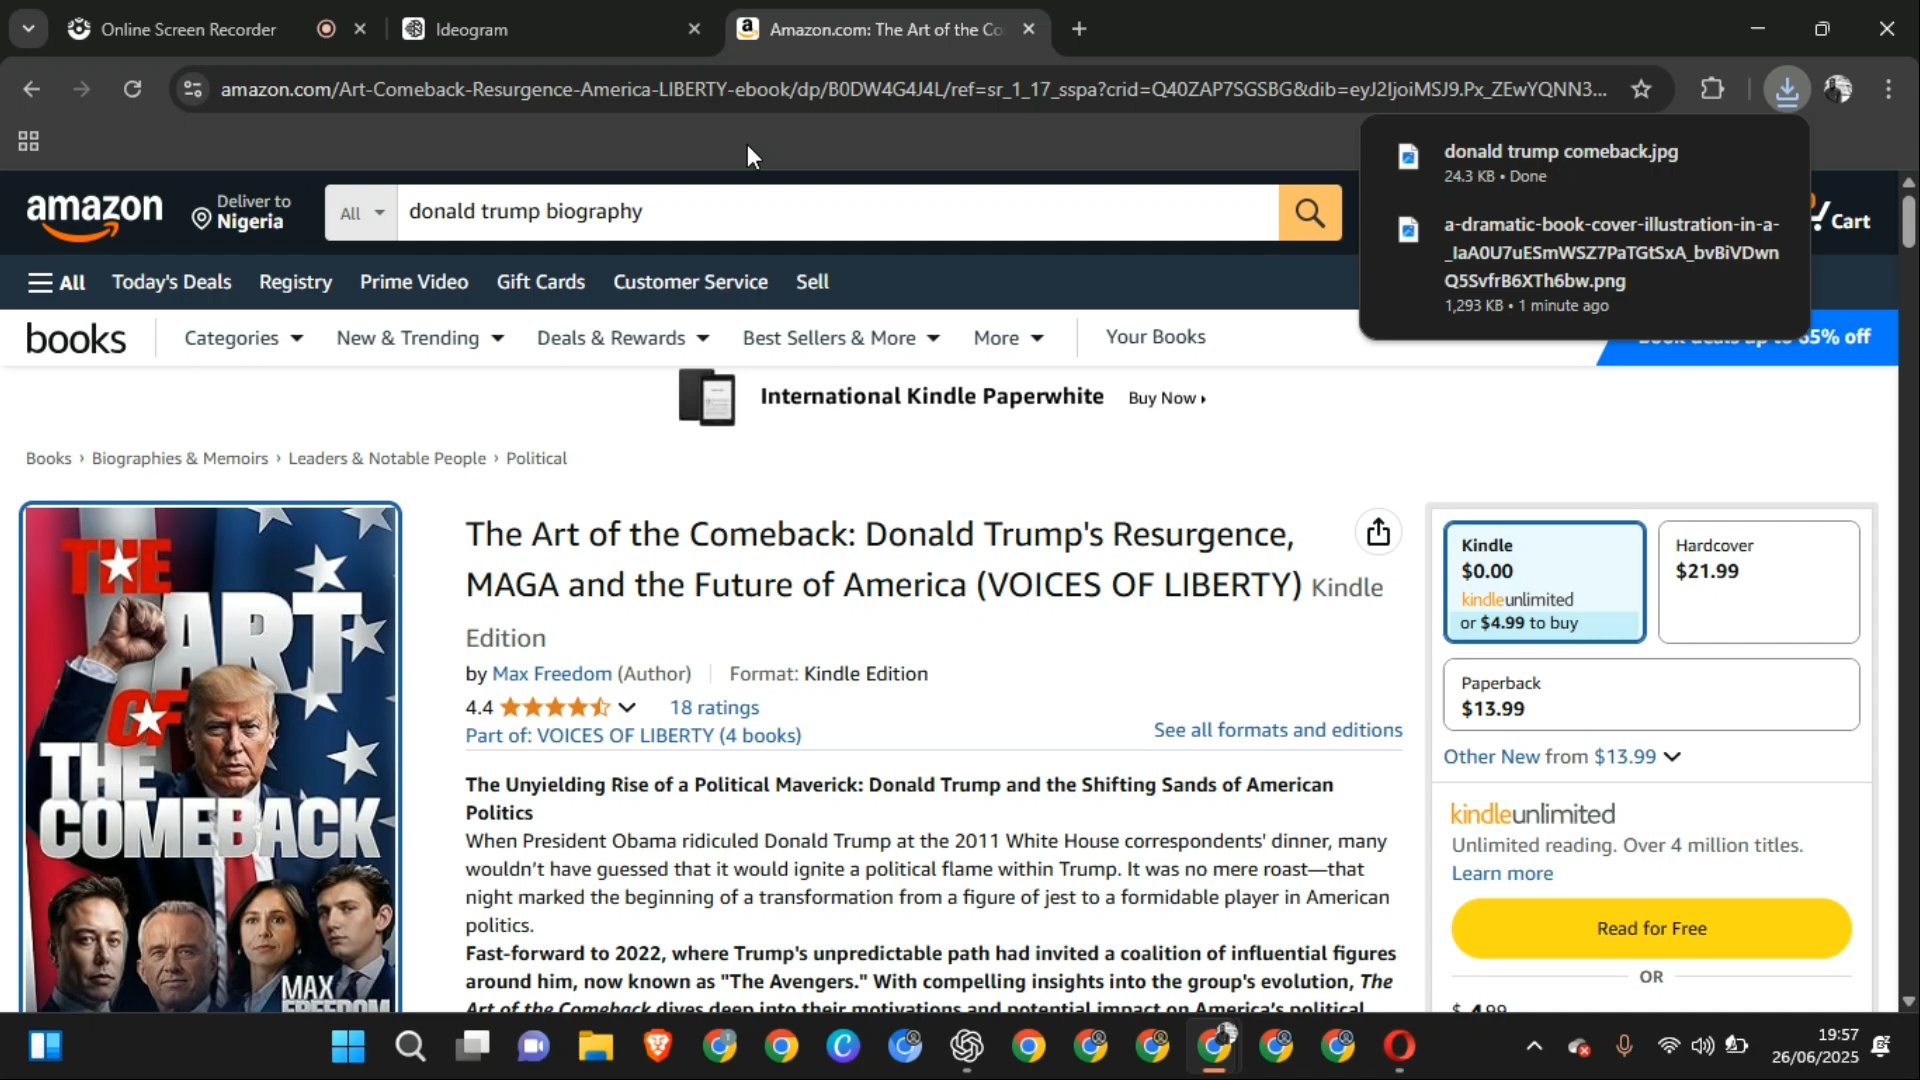 Online Screen Recorder
Ideogram
Amazon.com: The Art of the Co
amazon.com/Art-Comeback-Resurgence-America-LIBERTY-ebook/dp/B0DW4G4J4L/ref=sr_1_17_sspa?crid=Q40ZAP7SGSBG&dib=eyJ2IjoiMSJ9.Px_ZEwYQNN3...
donald trump comeback.jpg
24.3 KB • Done
a-dramatic-book-cover-illustration-in-a-
_IaA0U7uESmWSZ7PaTGtSxA_bvBiVDwn
Q5SvfrB6XTh6bw.png
1,293 KB • 1 minute ago
amazon
Deliver to
Nigeria
All
donald trump biography
Cart
All
Today's Deals
Registry
Prime Video
Gift Cards
Customer Service
Sell
books
Categories
New & Trending
Deals & Rewards
Best Sellers & More
More
Your Books
Book deals up to 65% off
International Kindle Paperwhite
Buy Now
Books › Biographies & Memoirs › Leaders & Notable People › Political
THE
ART
OF
THE
COMEBACK
MAX
FREEDOM
The Art of the Comeback: Donald Trump's Resurgence,
MAGA and the Future of America (VOICES OF LIBERTY) Kindle
Edition
by Max Freedom (Author)
Format: Kindle Edition
4.4
18 ratings
Part of: VOICES OF LIBERTY (4 books)
See all formats and editions
The Unyielding Rise of a Political Maverick: Donald Trump and the Shifting Sands of American
Politics
When President Obama ridiculed Donald Trump at the 2011 White House correspondents' dinner, many
wouldn't have guessed that it would ignite a political flame within Trump. It was no mere roast—that
night marked the beginning of a transformation from a figure of jest to a formidable player in American
politics.
Fast-forward to 2022, where Trump's unpredictable path had invited a coalition of influential figures
around him, now known as "The Avengers." With compelling insights into the group's evolution, The
Art of the Comeback dives deep into their motivations and potential impact on America's political
Kindle
$0.00
kindleunlimited
or $4.99 to buy
Hardcover
$21.99
Paperback
$13.99
Other New from $13.99
kindleunlimited
Unlimited reading. Over 4 million titles.
Learn more
Read for Free
OR
$4.99
19:57
26/06/2025